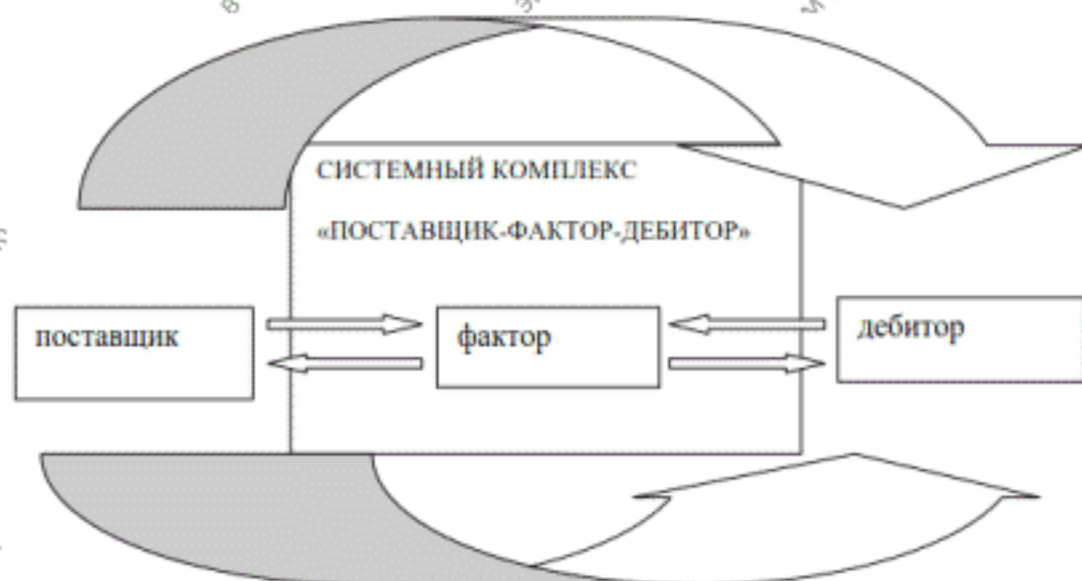 СИСТЕМНЫЙ КОМПЛЕКС
«ПОСТАВЩИК-ФАКТОР-ДЕБИТОР»
поставщик
фактор
дебитор